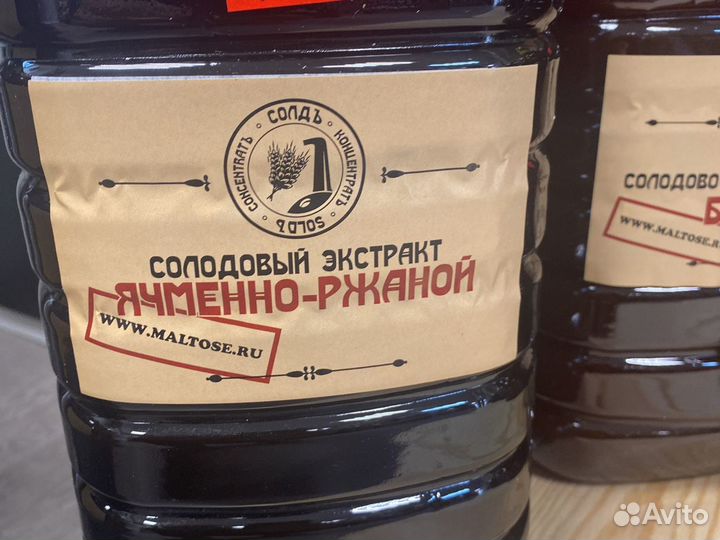 СОЛДЪ
КОНЦЕНТРАТЪ
SOLDЪ
CONCENTRATЪ
СОЛОДОВЫЙ ЭКСТРАКТ
ЯЧМЕННО-РЖАНОЙ
WWW.MALTOSE.RU
СОЛОДОВО
WWW.MALTOSE.RU
Avito